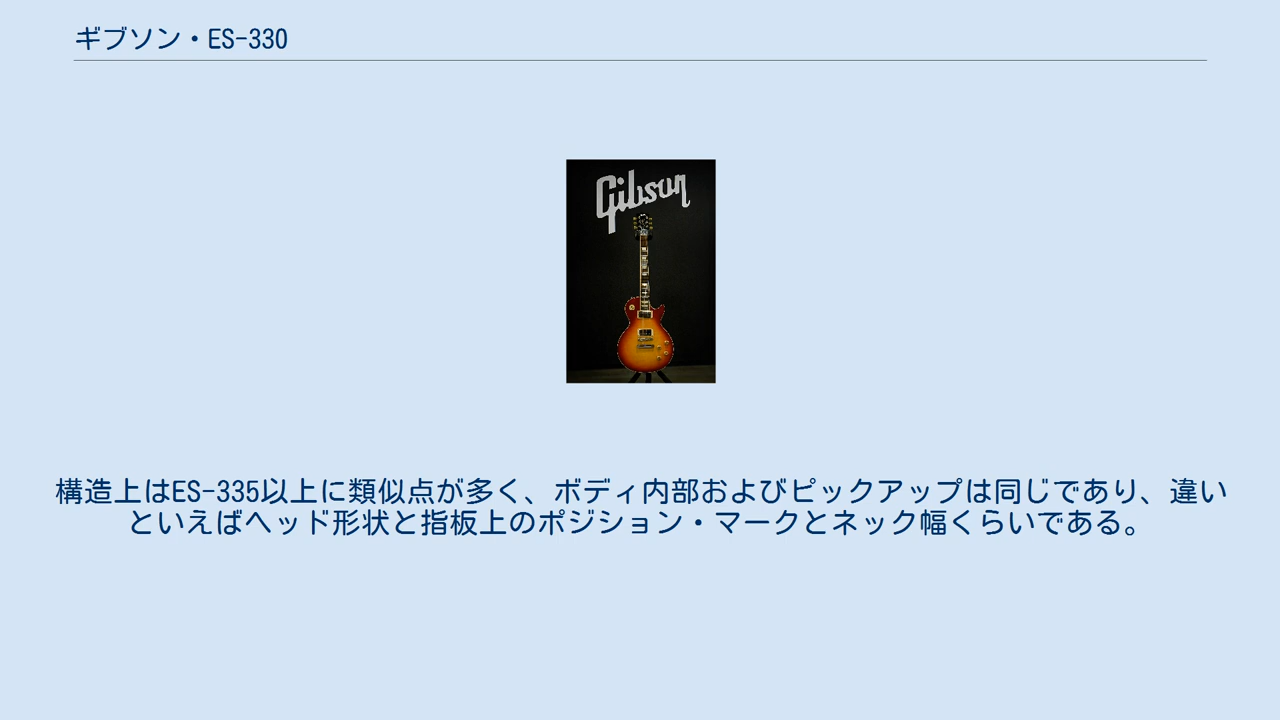 ギブソン・ES-330
Gibson
構造上はES-335以上に類似点が多く、ボディ内部およびピックアップは同じであり、違い
といえばヘッド形状と指板上のポジション・マークとネック幅くらいである。